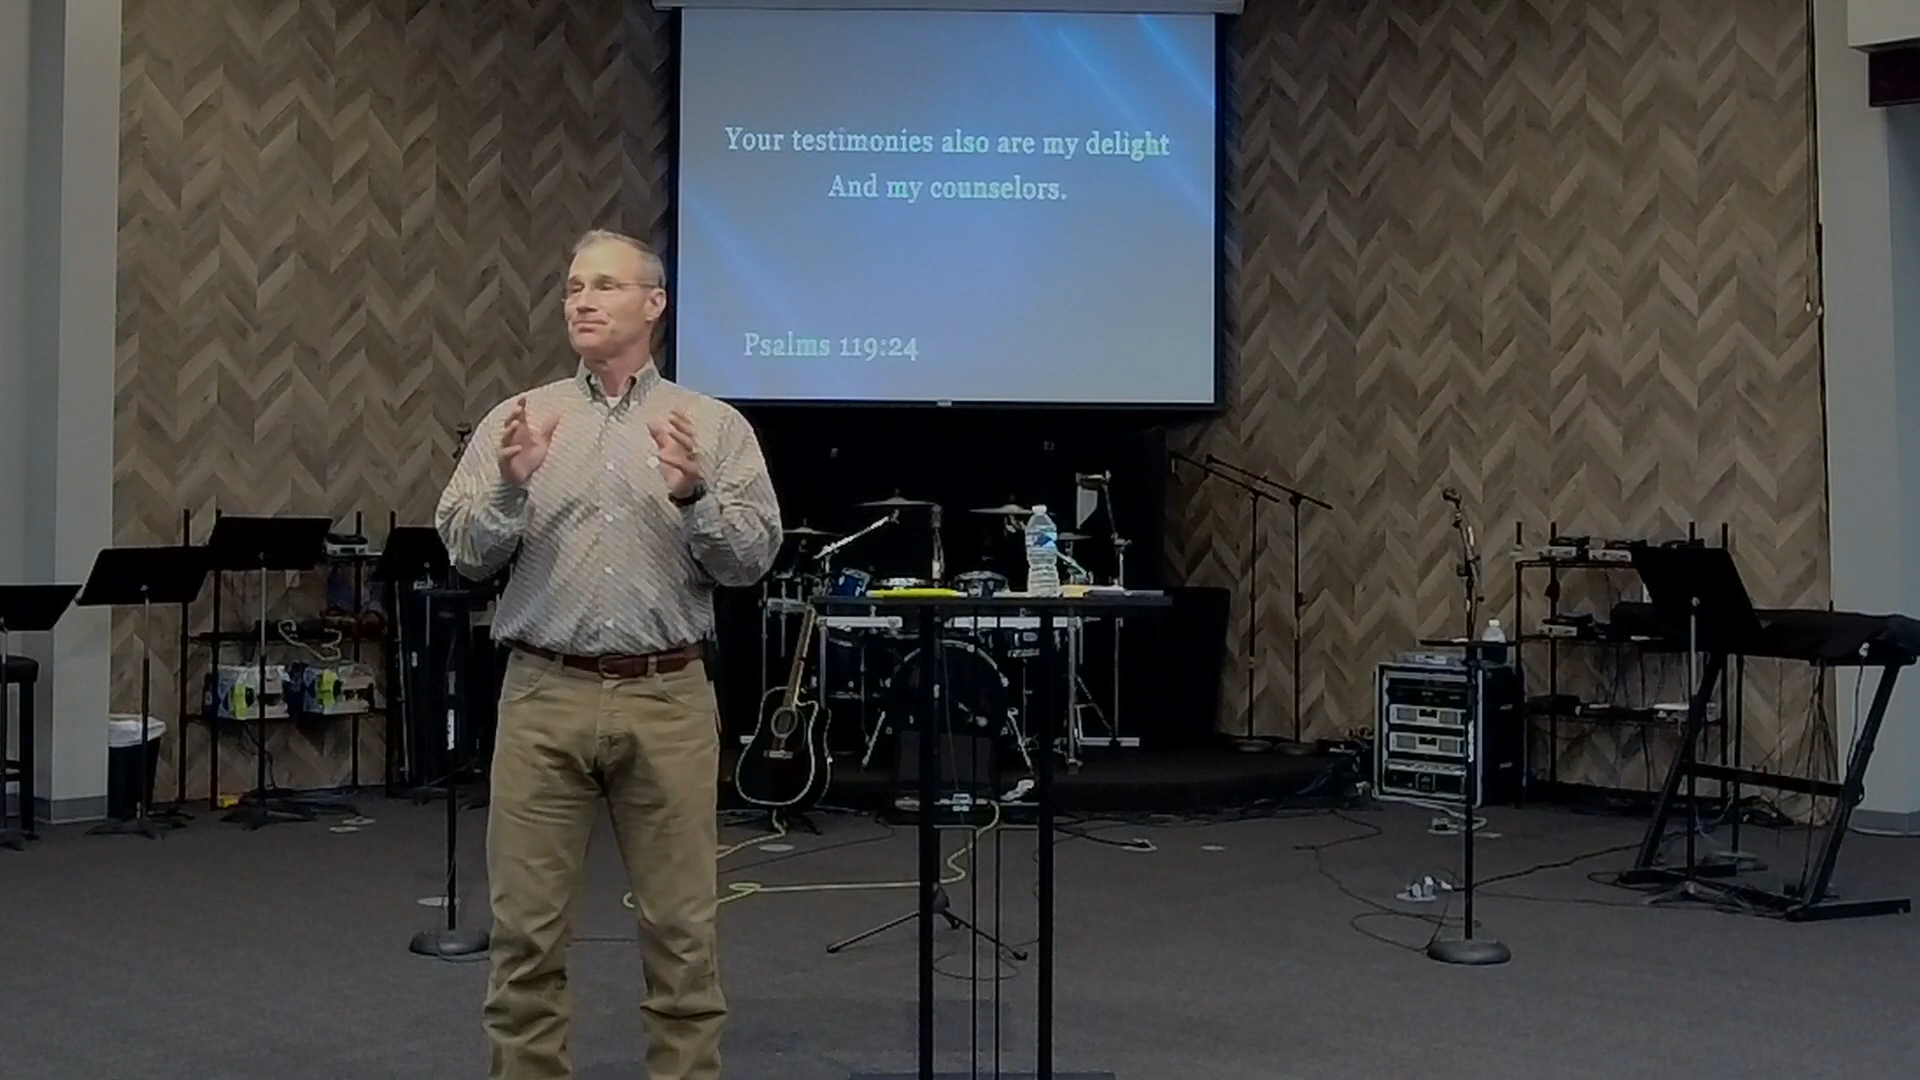 Your testimonies also are my delight
And my counselors.
Psalms 119:24